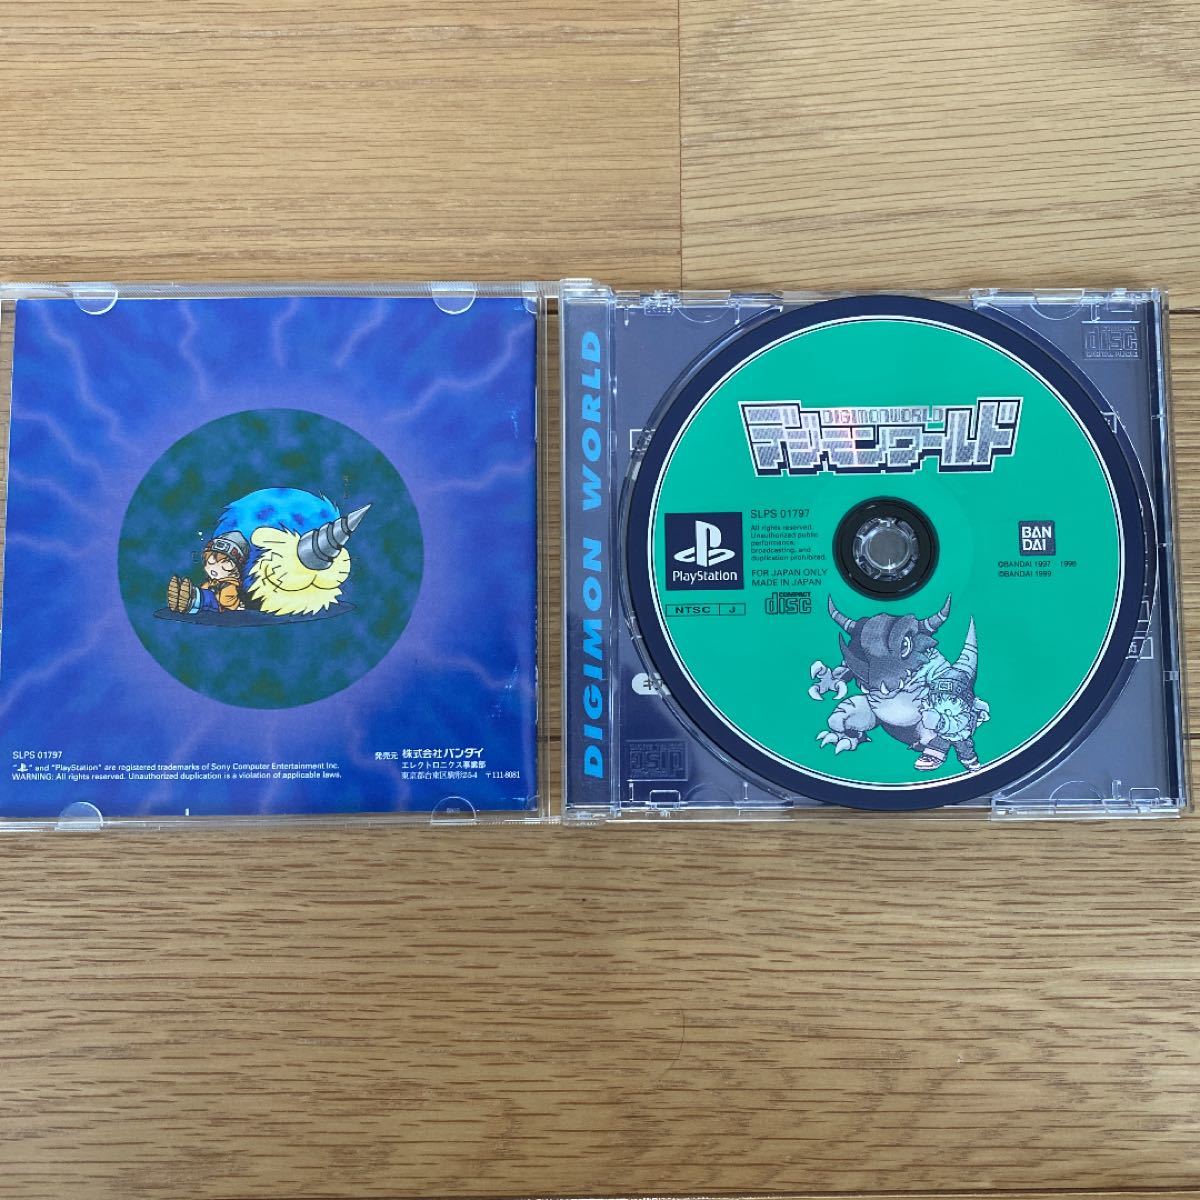 SLPS 01797
"PS" and "PlayStation" are registered trademarks of Sony Computer Entertainment Inc.
WARNING: All rights reserved. Unauthorized duplication is a violation of applicable laws.
発売元 株式会社バンダイ
エレクトロニクス事業部
東京都台東区駒形2-5-4 〒111-8081
DIGIMON WORLD
DIGIMONWORLD
デジモンワールド
SLPS 01797
All rights reserved.
Unauthorized public
performance,
broadcasting, and
duplication prohibited.
FOR JAPAN ONLY
MADE IN JAPAN
PlayStation
NTSC J
COMPACT
disc
BAN
DAI
©BANDAI 1997 1998
©BANDAI 1999
COMPACT
disc
DIGITAL AUDIO